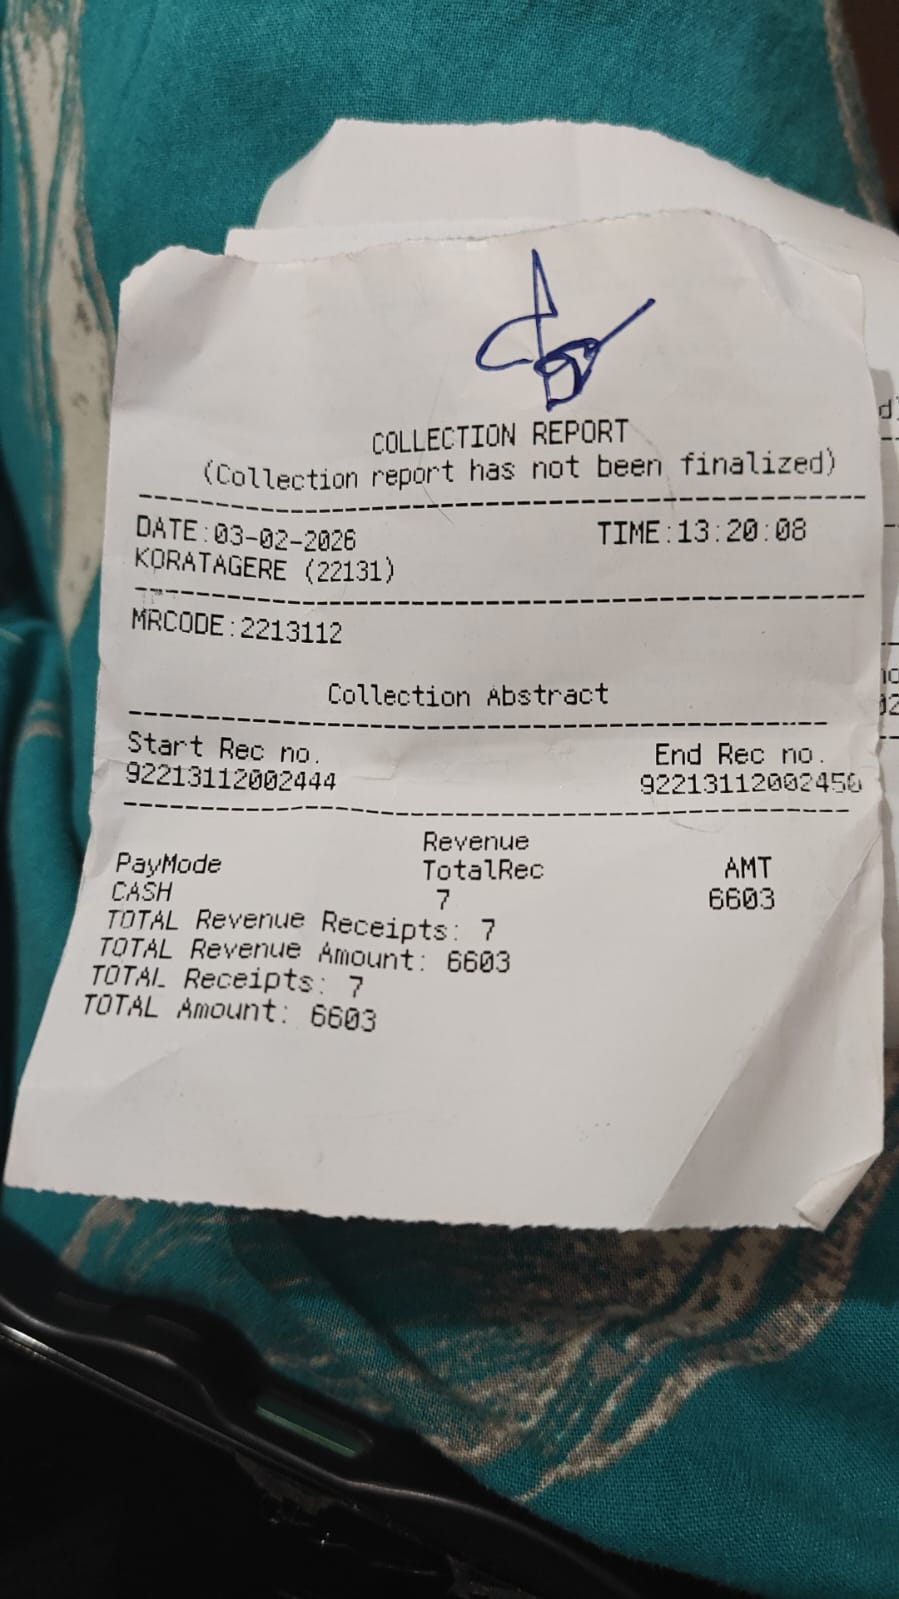 COLLECTION REPORT
(Collection report has not been finalized)
DATE:03-02-2026 TIME:13:20:08
KORATAGERE (22131)
MRCODE:2213112
Collection Abstract
Start Rec no. End Rec no.
92213112002444 92213112002450
Revenue
PayMode TotalRec AMT
CASH 7 6603
TOTAL Revenue Receipts: 7
TOTAL Revenue Amount: 6603
TOTAL Receipts: 7
TOTAL Amount: 6603